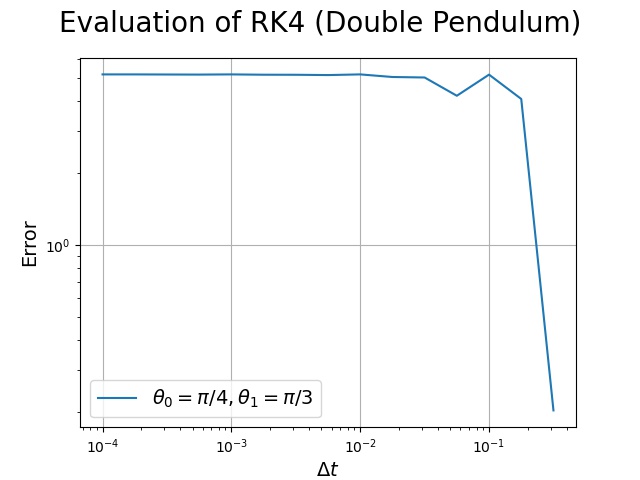 Evaluation of RK4 (Double Pendulum)
Error
10⁰
θ₀ = π/4, θ₁ = π/3
10⁻⁴ 10⁻³ 10⁻² 10⁻¹
Δt